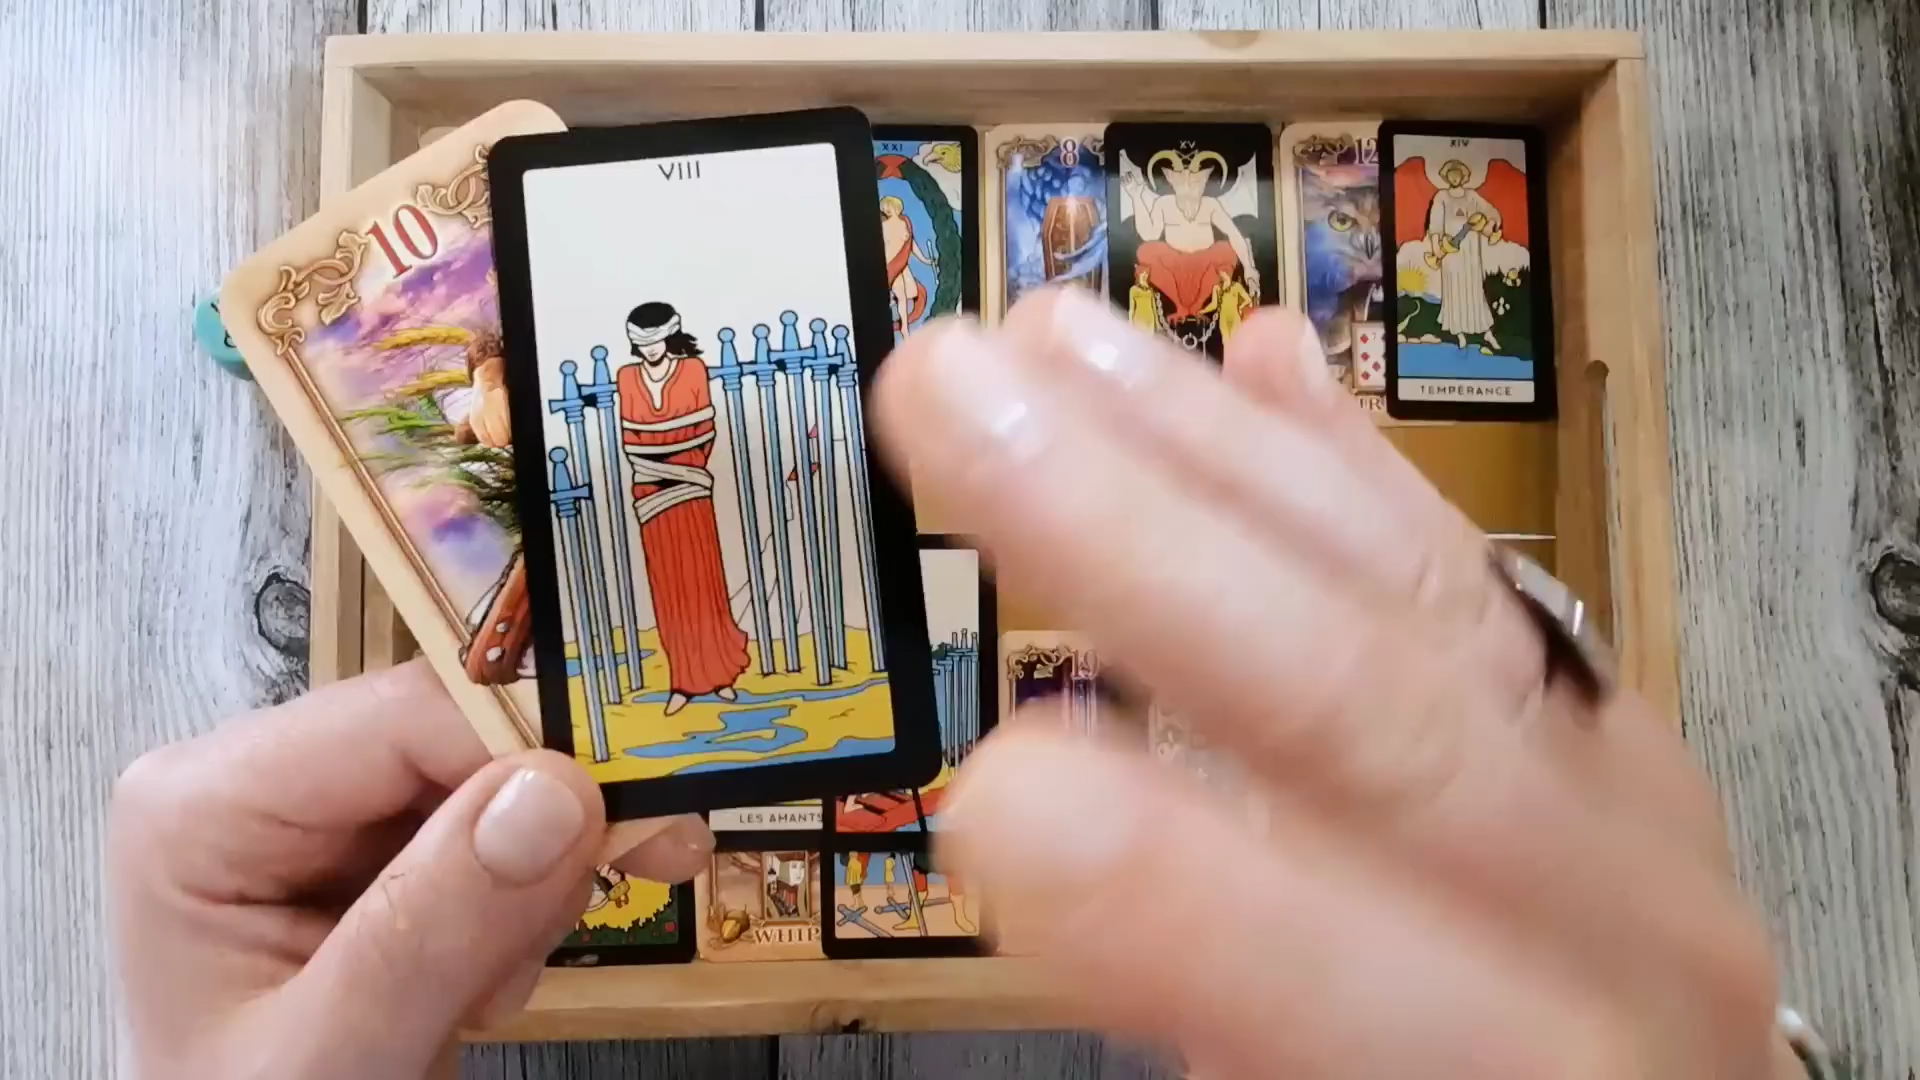 10
VIII
XXI
8
XV
12
XIV
TEMPÉRANCE
LES AMANTS
WHIP